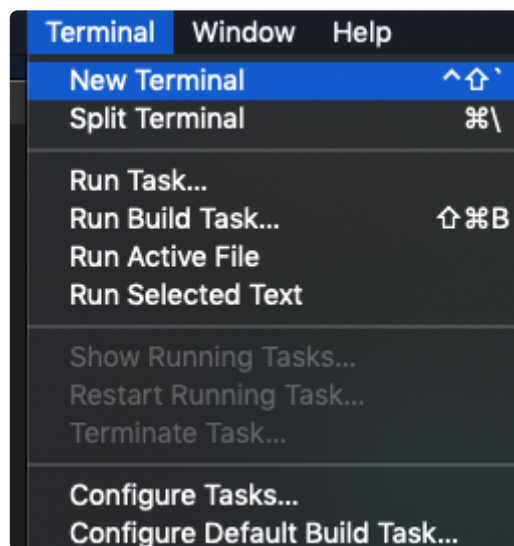 Terminal Window Help
New Terminal ^⇧`
Split Terminal ⌘\
Run Task...
Run Build Task... ⇧⌘B
Run Active File
Run Selected Text
Show Running Tasks...
Restart Running Task...
Terminate Task...
Configure Tasks...
Configure Default Build Task...